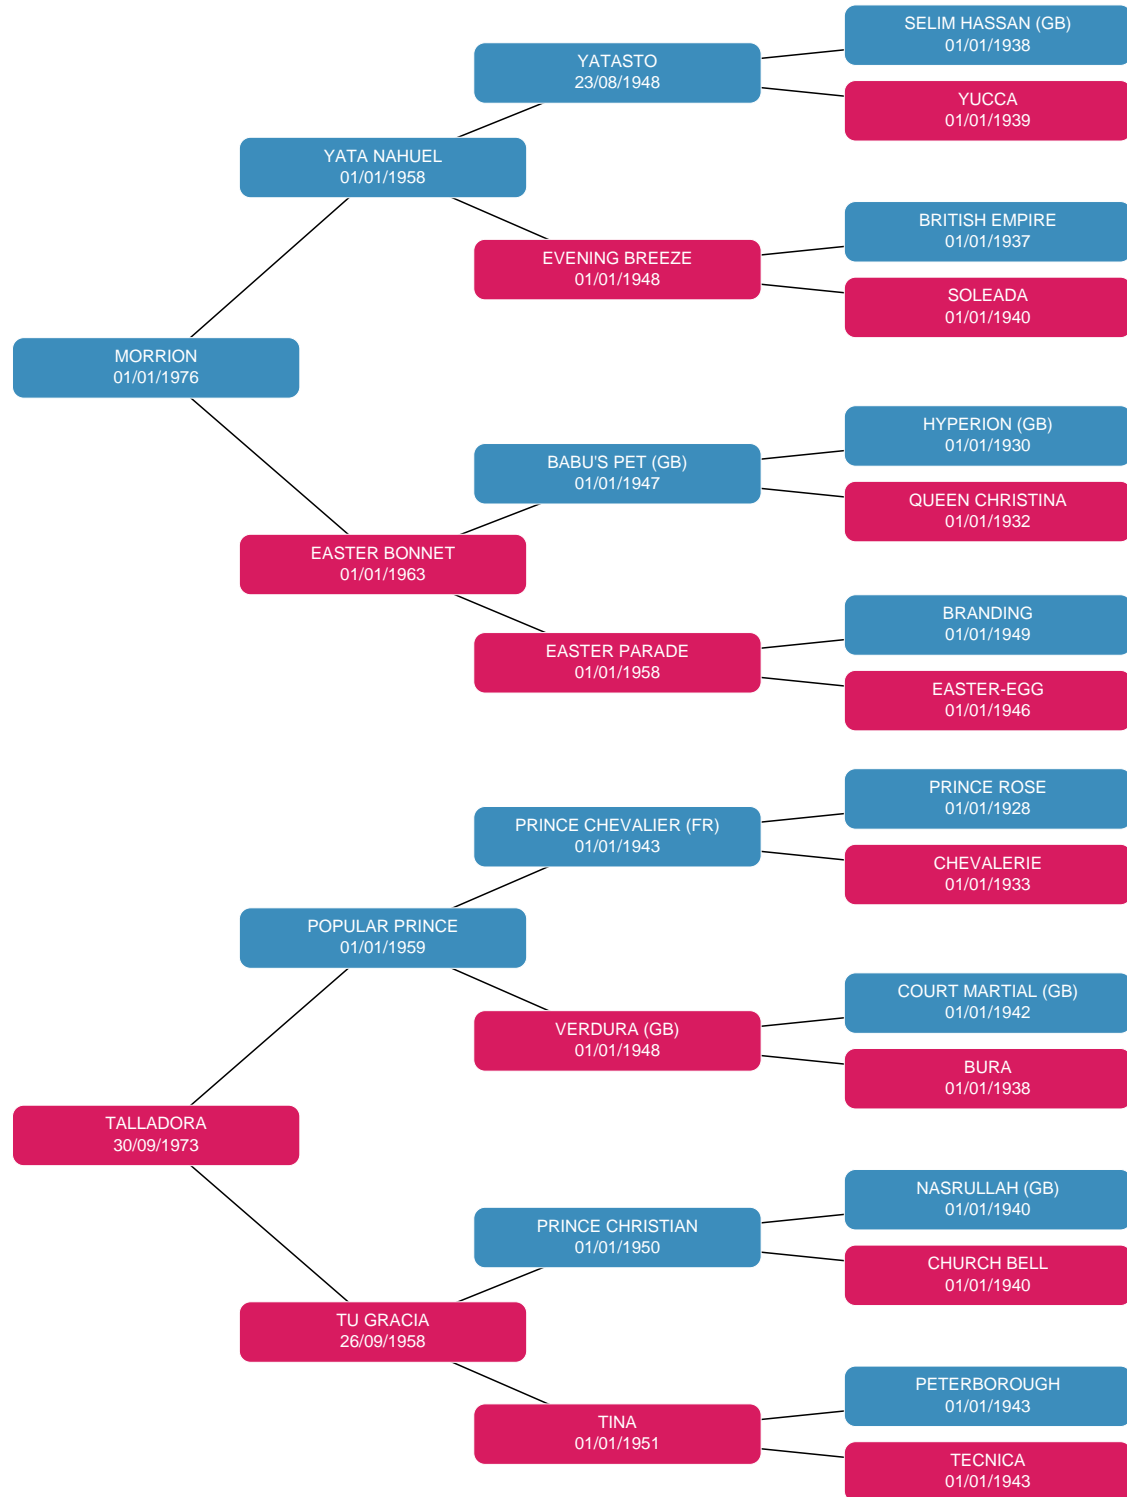 SELIM HASSAN (GB)
01/01/1938
YATASTO
23/08/1948
YUCCA
01/01/1939
YATA NAHUEL
01/01/1958
BRITISH EMPIRE
01/01/1937
EVENING BREEZE
01/01/1948
SOLEADA
01/01/1940
MORRION
01/01/1976
HYPERION (GB)
01/01/1930
BABU'S PET (GB)
01/01/1947
QUEEN CHRISTINA
01/01/1932
EASTER BONNET
01/01/1963
BRANDING
01/01/1949
EASTER PARADE
01/01/1958
EASTER-EGG
01/01/1946
PRINCE ROSE
01/01/1928
PRINCE CHEVALIER (FR)
01/01/1943
CHEVALERIE
01/01/1933
POPULAR PRINCE
01/01/1959
COURT MARTIAL (GB)
01/01/1942
VERDURA (GB)
01/01/1948
BURA
01/01/1938
TALLADORA
30/09/1973
NASRULLAH (GB)
01/01/1940
PRINCE CHRISTIAN
01/01/1950
CHURCH BELL
01/01/1940
TU GRACIA
26/09/1958
PETERBOROUGH
01/01/1943
TINA
01/01/1951
TECNICA
01/01/1943